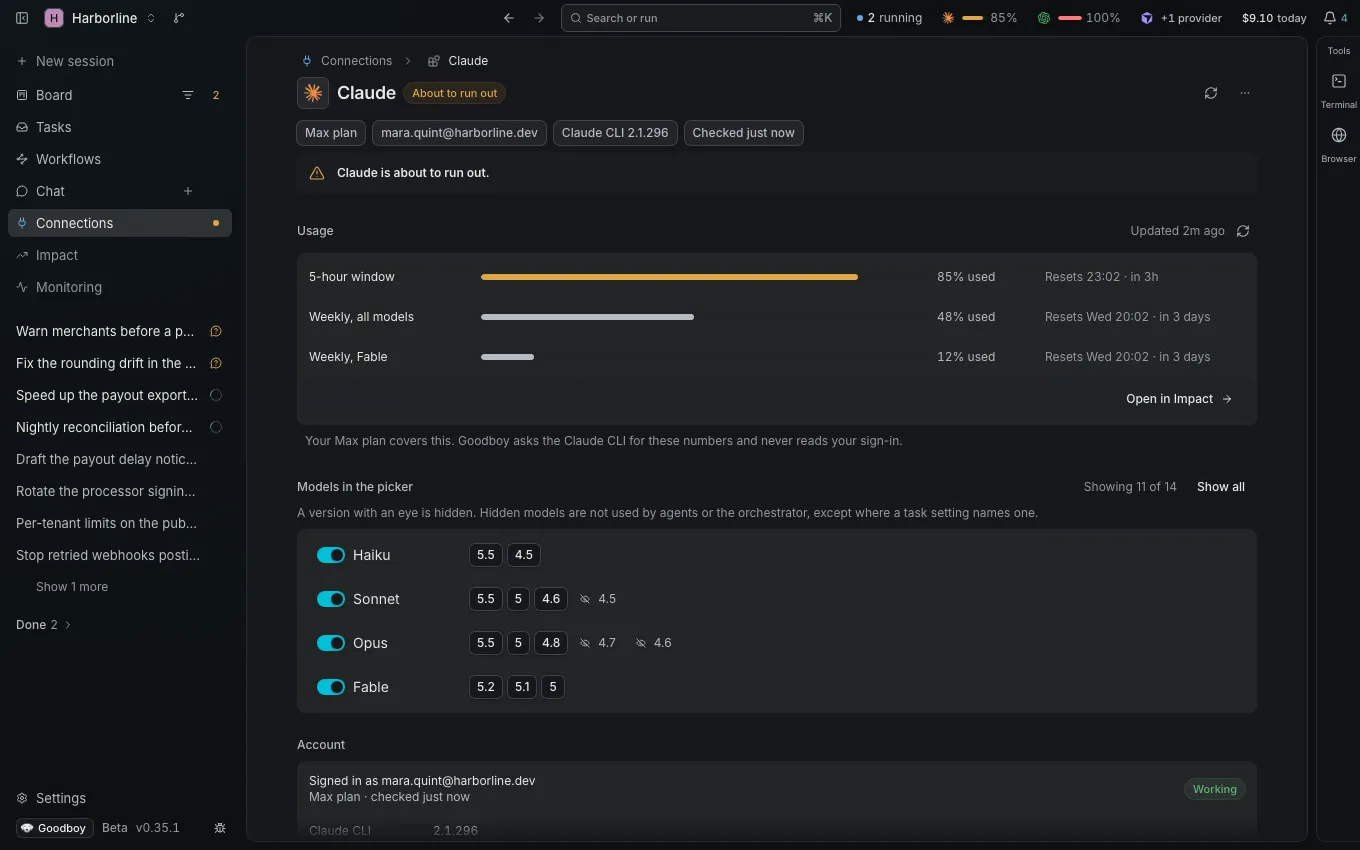 H Harborline
Search or run ⌘K
2 running
85%
100%
+1 provider
$9.10 today
4
New session
Board 2
Tasks
Workflows
Chat
Connections
Impact
Monitoring
Warn merchants before a p...
Fix the rounding drift in the ...
Speed up the payout export...
Nightly reconciliation befor...
Draft the payout delay notic...
Rotate the processor signin...
Per-tenant limits on the pub...
Stop retried webhooks posti...
Show 1 more
Done 2
Settings
Goodboy Beta v0.35.1
Connections Claude
Claude About to run out
Max plan mara.quint@harborline.dev Claude CLI 2.1.296 Checked just now
Claude is about to run out.
Usage Updated 2m ago
5-hour window 85% used Resets 23:02 · in 3h
Weekly, all models 48% used Resets Wed 20:02 · in 3 days
Weekly, Fable 12% used Resets Wed 20:02 · in 3 days
Open in Impact
Your Max plan covers this. Goodboy asks the Claude CLI for these numbers and never reads your sign-in.
Models in the picker Showing 11 of 14 Show all
A version with an eye is hidden. Hidden models are not used by agents or the orchestrator, except where a task setting names one.
Haiku 5.5 4.5
Sonnet 5.5 5 4.6 4.5
Opus 5.5 5 4.8 4.7 4.6
Fable 5.2 5.1 5
Account
Signed in as mara.quint@harborline.dev
Max plan · checked just now
Working
Claude CLI 2.1.296
Tools
Terminal
Browser